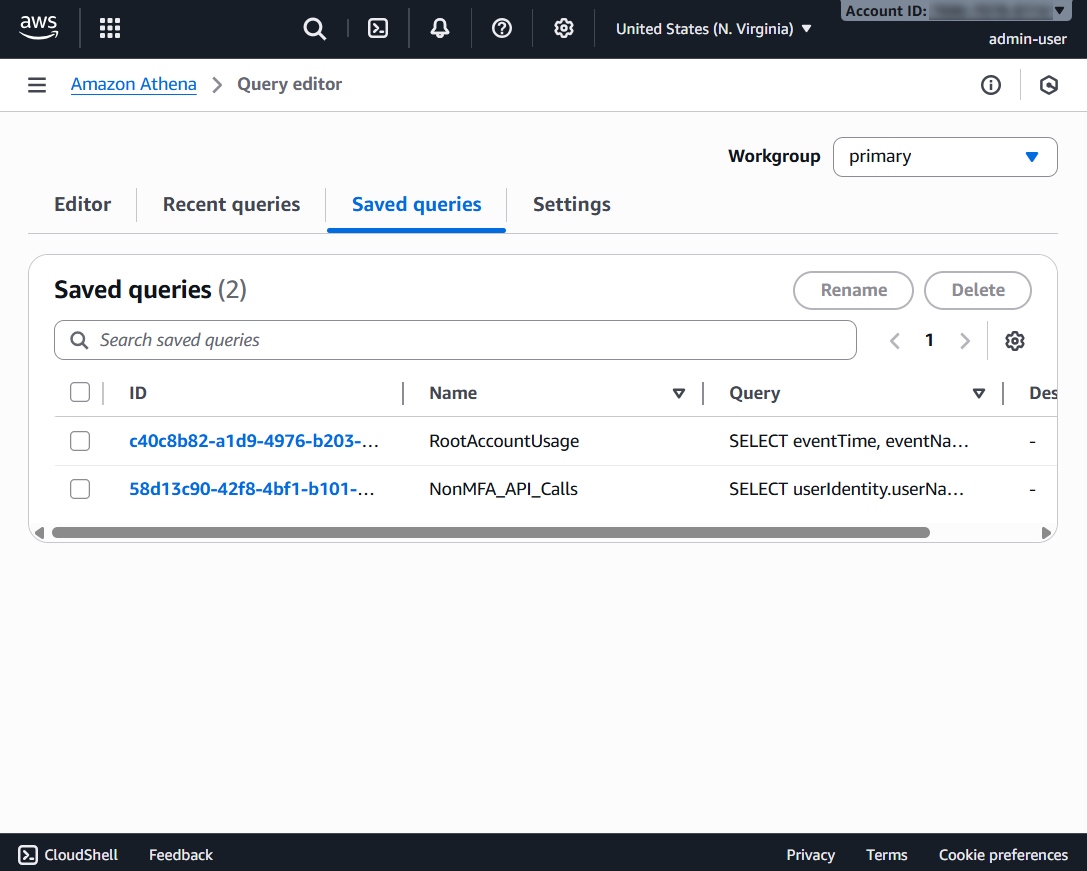 aws
United States (N. Virginia)
Account ID:
admin-user
Amazon Athena
Query editor
Workgroup
primary
Editor
Recent queries
Saved queries
Settings
Saved queries (2)
Rename
Delete
Search saved queries
1
ID
Name
Query
Des
c40c8b82-a1d9-4976-b203-...
RootAccountUsage
SELECT eventTime, eventNa...
-
58d13c90-42f8-4bf1-b101-...
NonMFA_API_Calls
SELECT userIdentity.userNa...
-
CloudShell
Feedback
Privacy
Terms
Cookie preferences